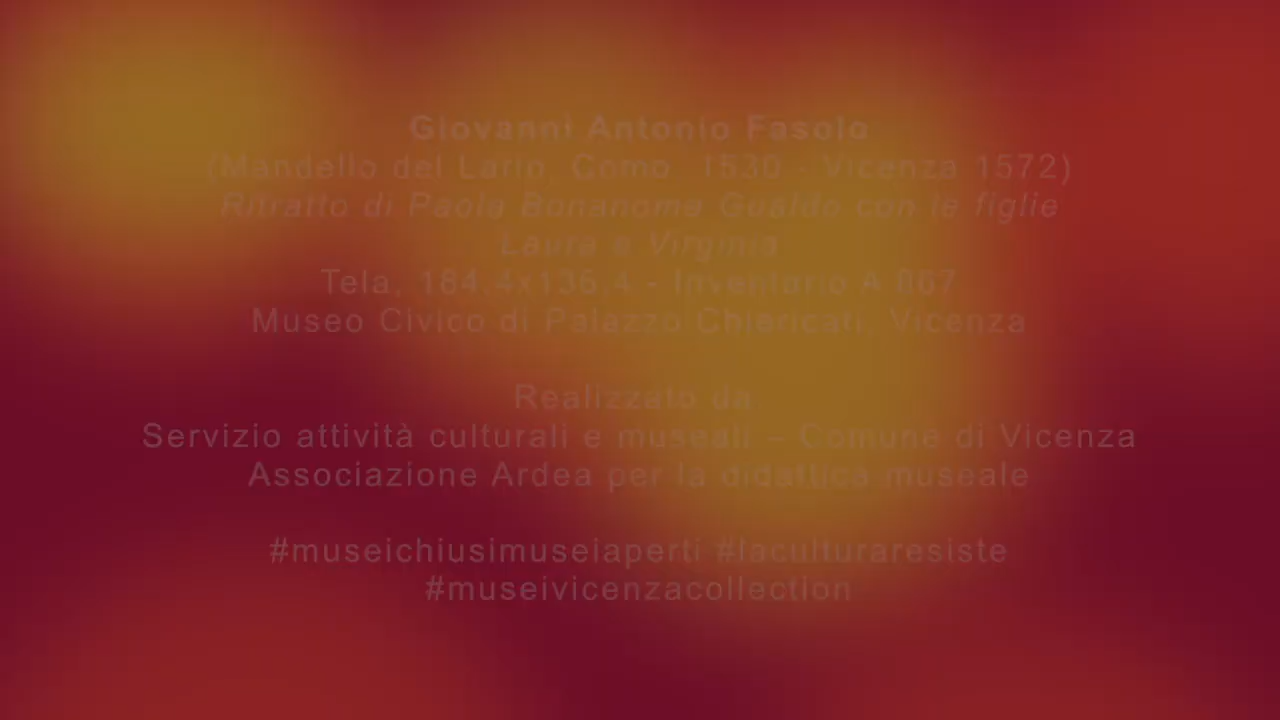 Giovanni Antonio Fasolo
(Mandello del Lario, Como, 1530 - Vicenza 1572)
Ritratto di Paola Bonanome Gualdo con le figlie
Laura e Virginia
Tela, 184,4x136,4 - Inventario A 067
Museo Civico di Palazzo Chiericati, Vicenza
Realizzato da
Servizio attività culturali e museali – Comune di Vicenza
Associazione Ardea per la didattica museale
#museichiusimuseiaperti #laculturaresiste
#museivicenzacollection